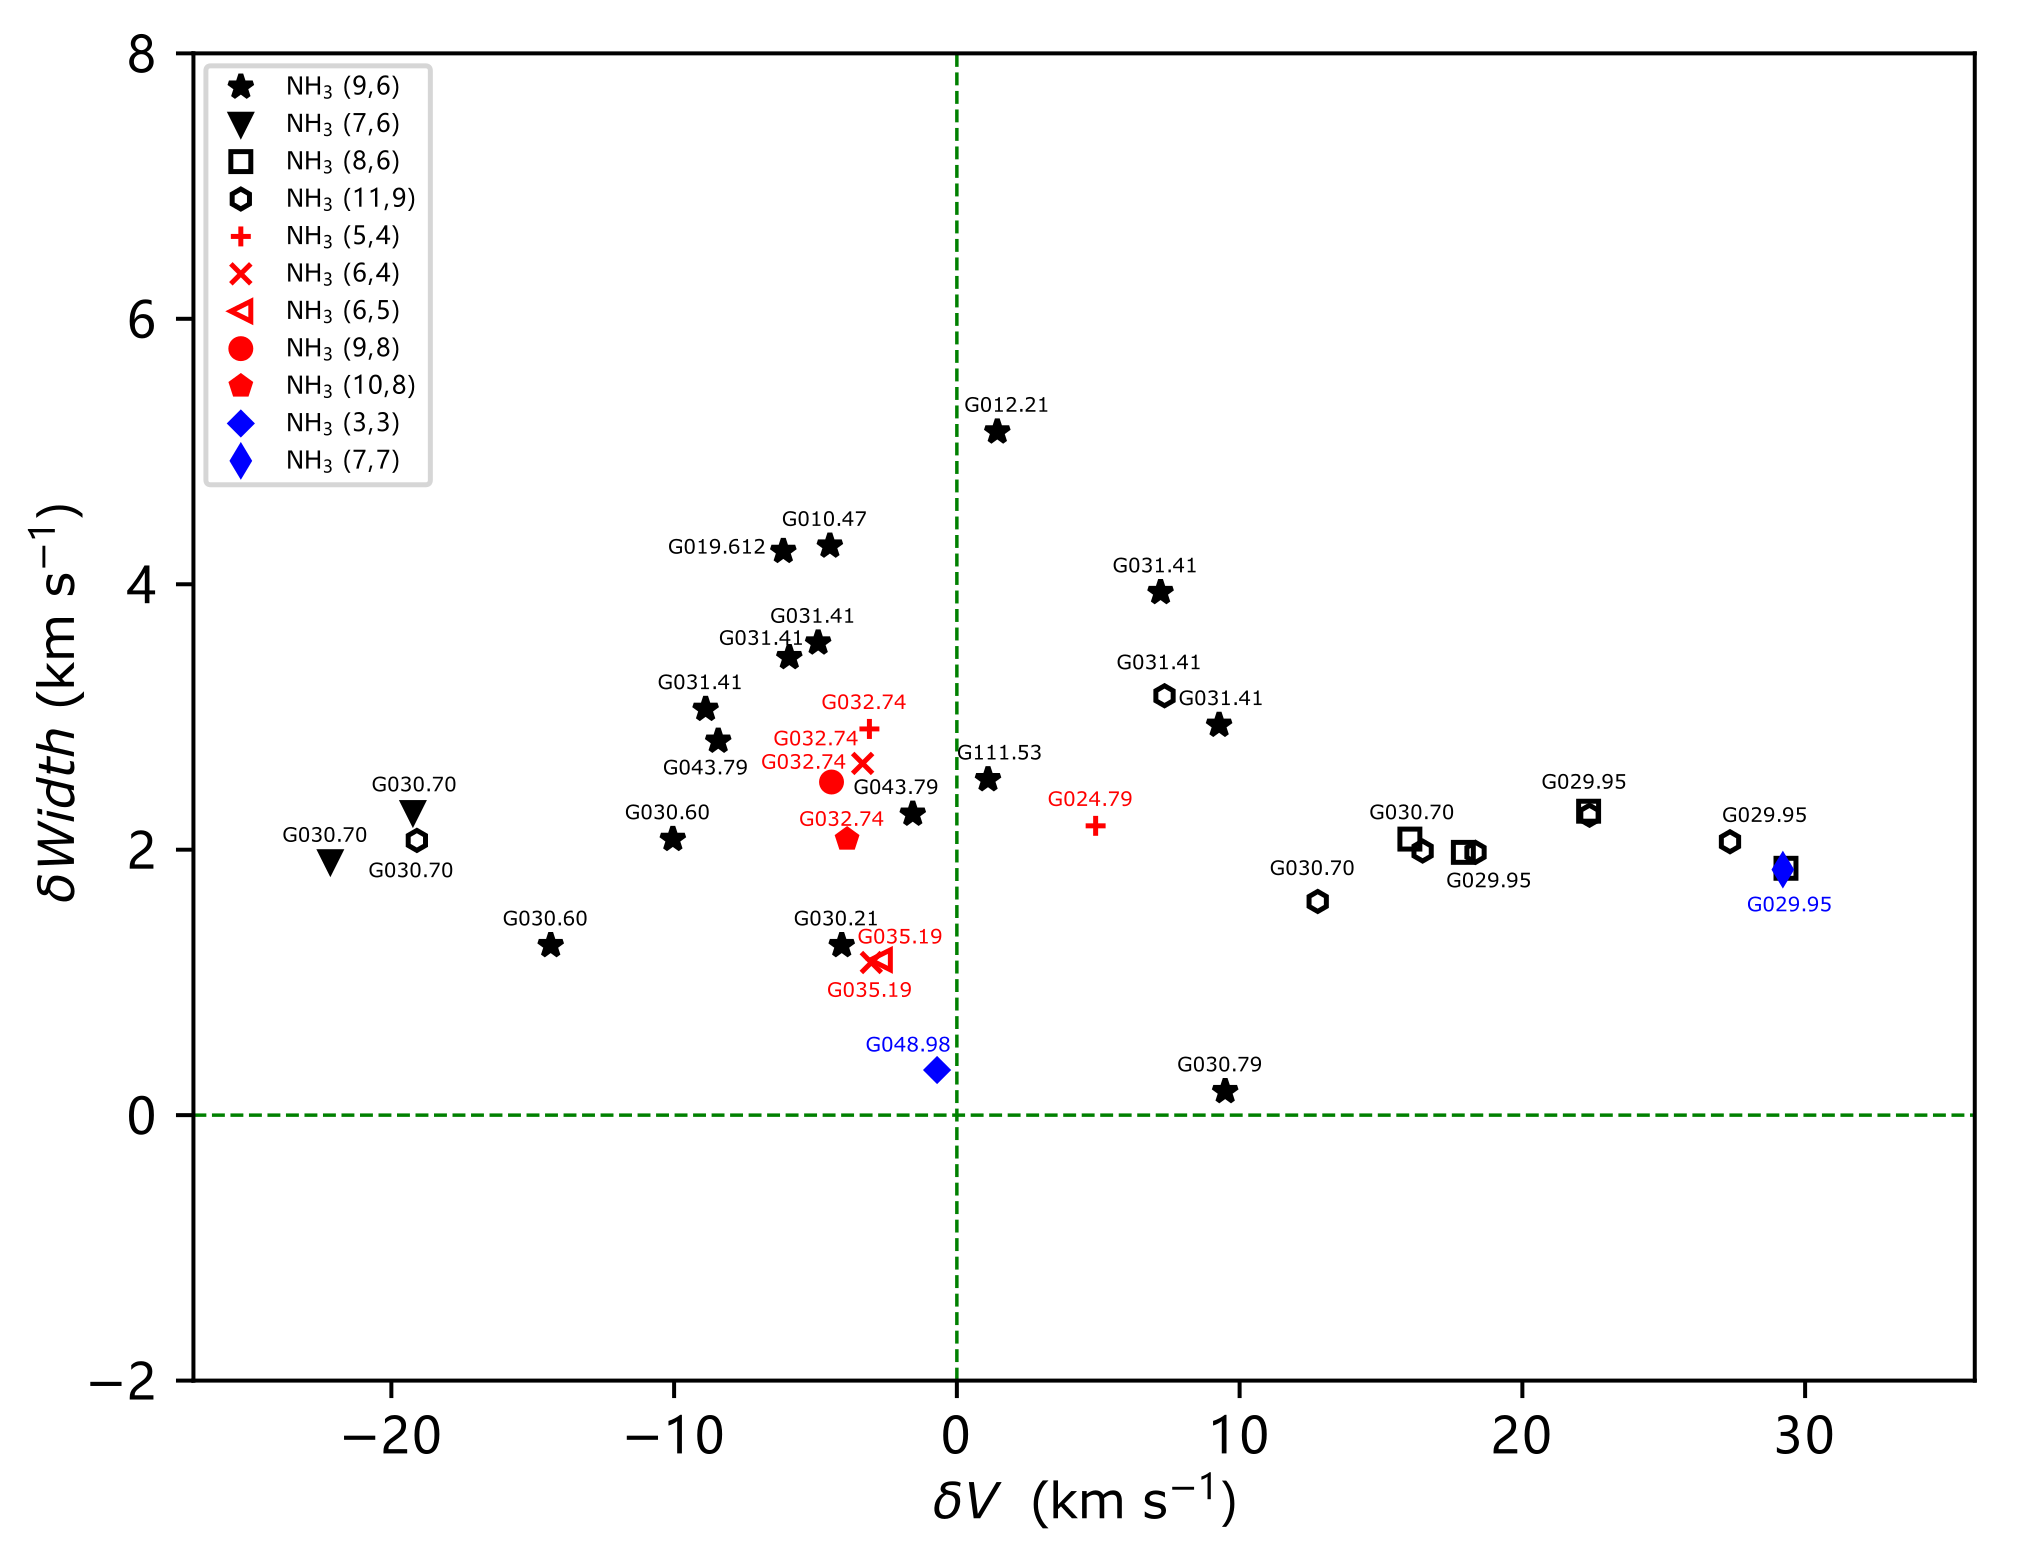 8
6
4
2
0
−2
δWidth (km s⁻¹)
NH₃ (9,6)
NH₃ (7,6)
NH₃ (8,6)
NH₃ (11,9)
NH₃ (5,4)
NH₃ (6,4)
NH₃ (6,5)
NH₃ (9,8)
NH₃ (10,8)
NH₃ (3,3)
NH₃ (7,7)
G012.21
G010.47
G019.612
G031.41
G031.41
G031.41
G031.41
G031.41
G031.41
G032.74
G032.74
G111.53
G032.74
G043.79
G029.95
G030.70
G043.79
G024.79
G030.60
G030.70
G029.95
G032.74
G030.70
G030.70
G030.70
G029.95
G029.95
G030.60
G030.21
G035.19
G035.19
G048.98
G030.79
−20
−10
0
10
20
30
δV (km s⁻¹)